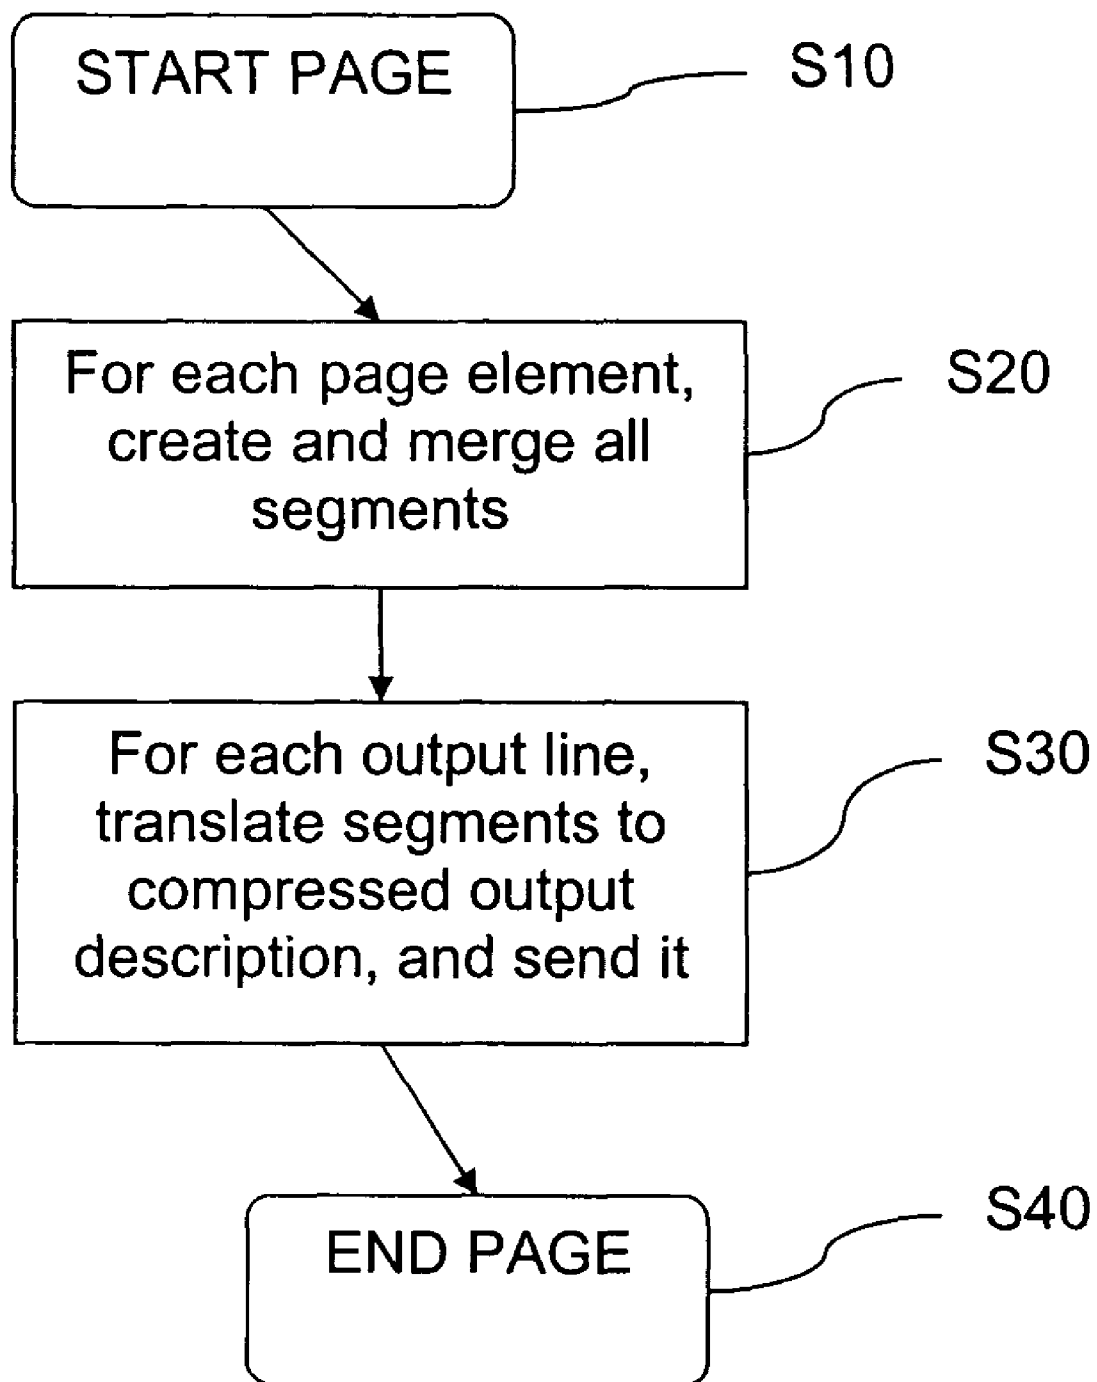 START PAGE
S10
For each page element,
create and merge all
segments
S20
For each output line,
translate segments to
compressed output
description, and send it
S30
END PAGE
S40